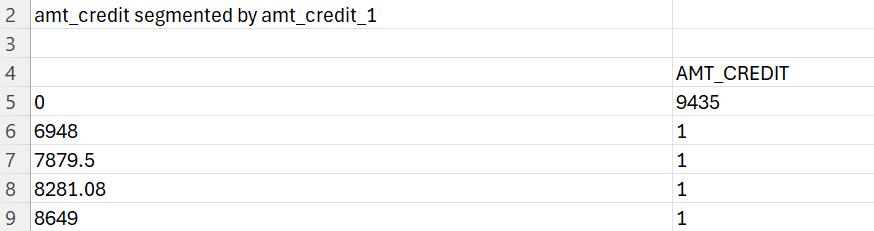 2 amt_credit segmented by amt_credit_1
3
4 AMT_CREDIT
5 0 9435
6 6948 1
7 7879.5 1
8 8281.08 1
9 8649 1